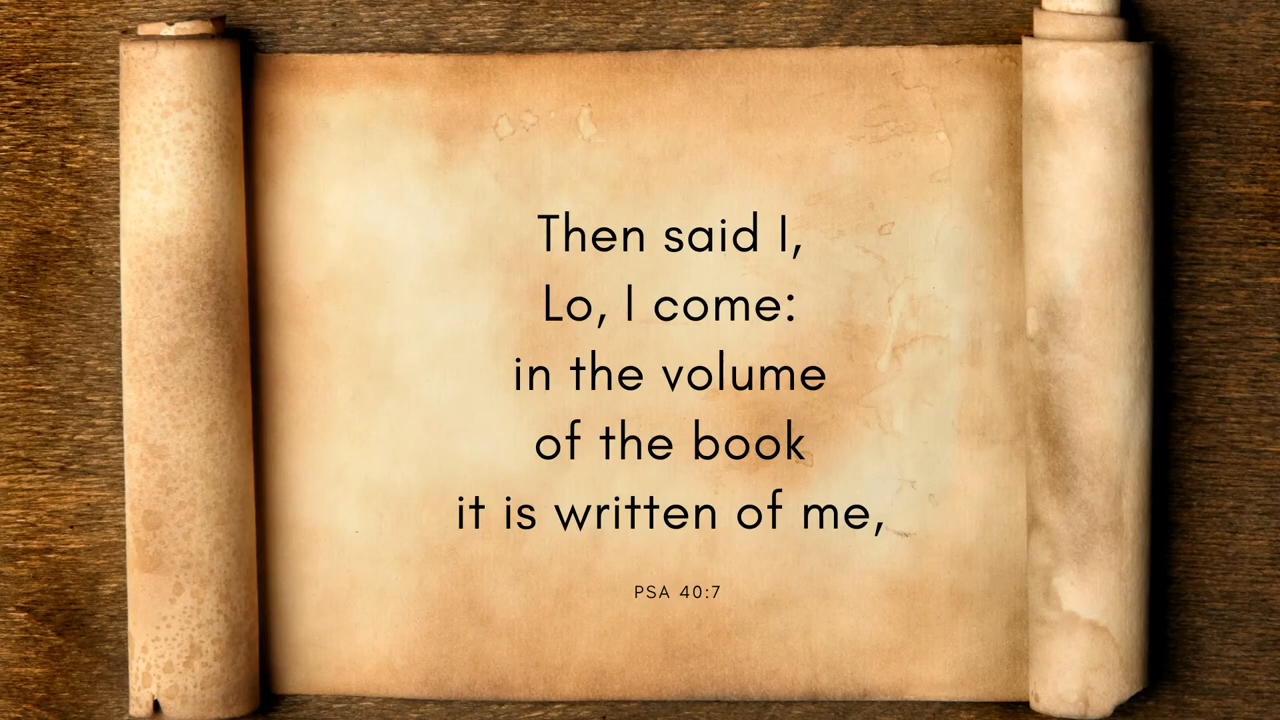 Then said I,
Lo, I come:
in the volume
of the book
it is written of me,
PSA 40:7